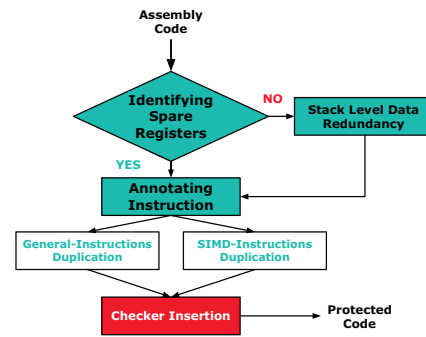 Assembly
Code
Identifying
Spare
Registers
NO
Stack Level Data
Redundancy
YES
Annotating
Instruction
General-Instructions
Duplication
SIMD-Instructions
Duplication
Checker Insertion
Protected
Code